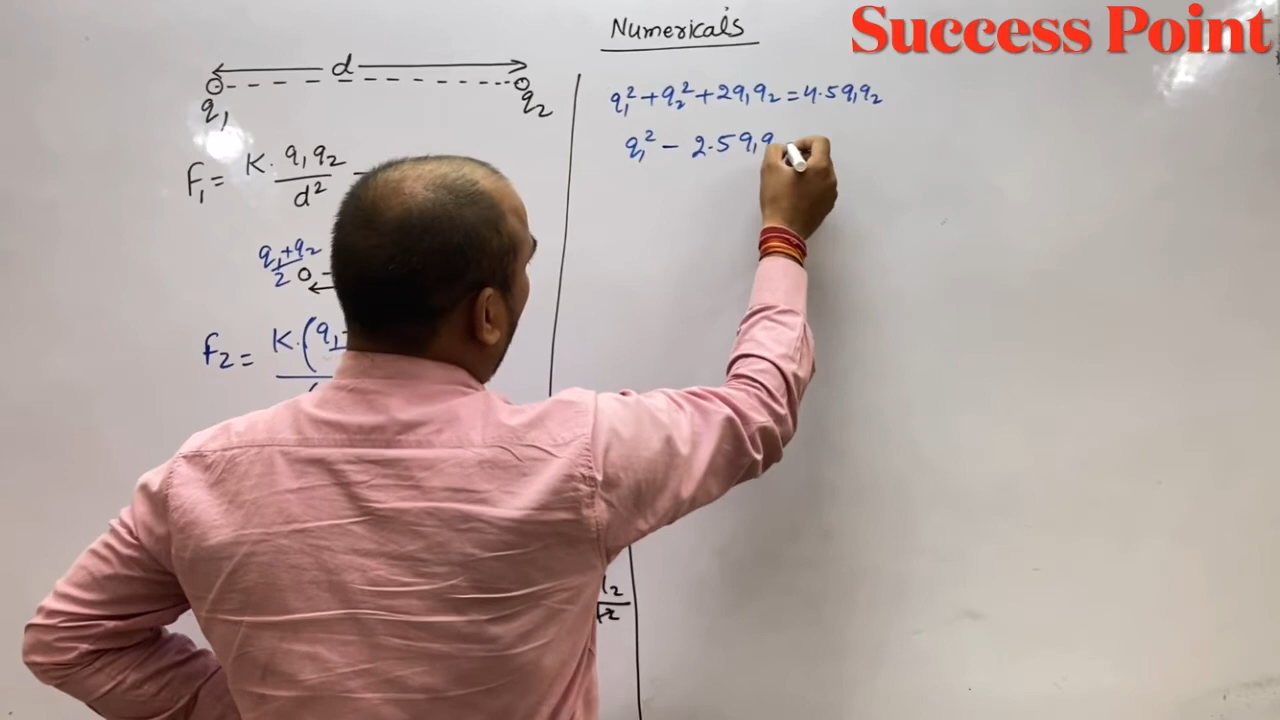 Success Point
Numericals
d
q₁ q₂
F₁ = K. q₁q₂ / d²
q₁+q₂ / 2
F₂ = K.(q₁
q₁² + q₂² + 2q₁q₂ = 4.5q₁q₂
q₁² - 2.5q₁q